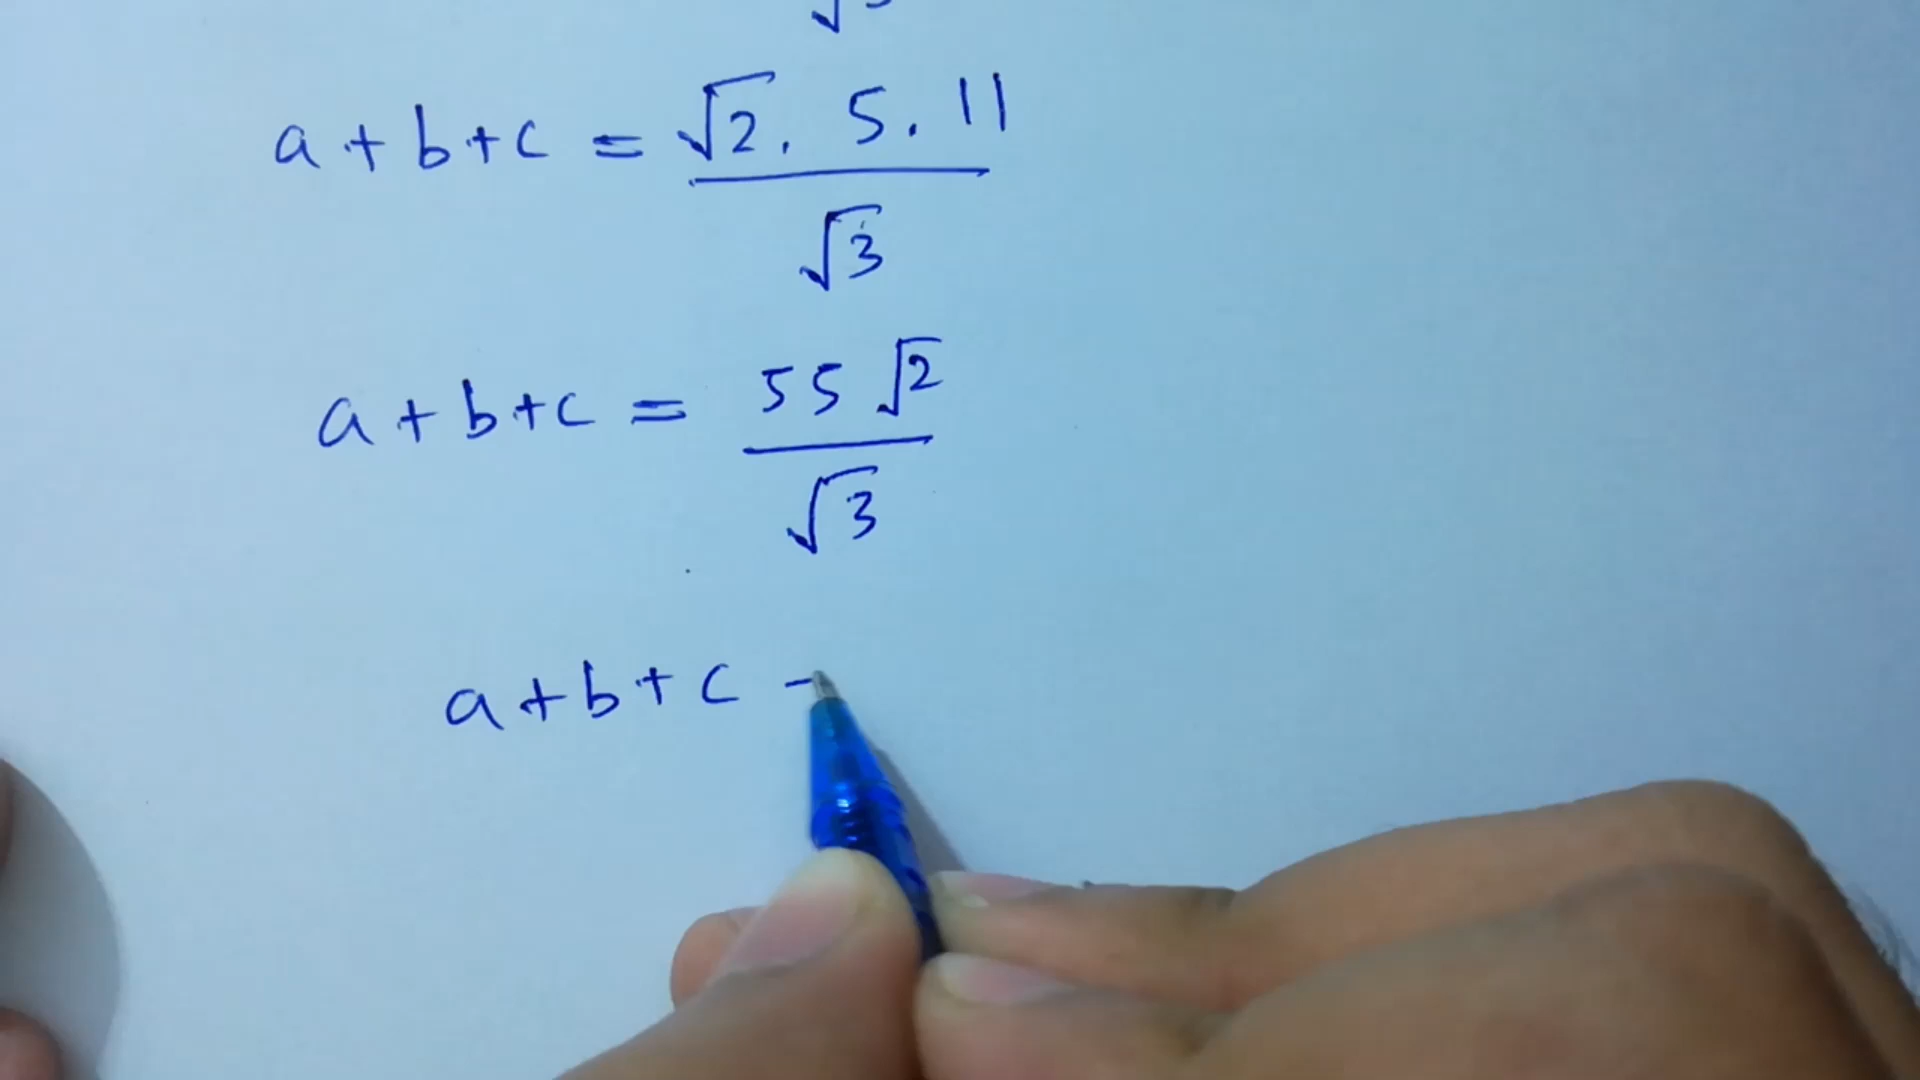 a+b+c = √2. 5. 11
√3
a+b+c = 55√2
√3
a+b+c -